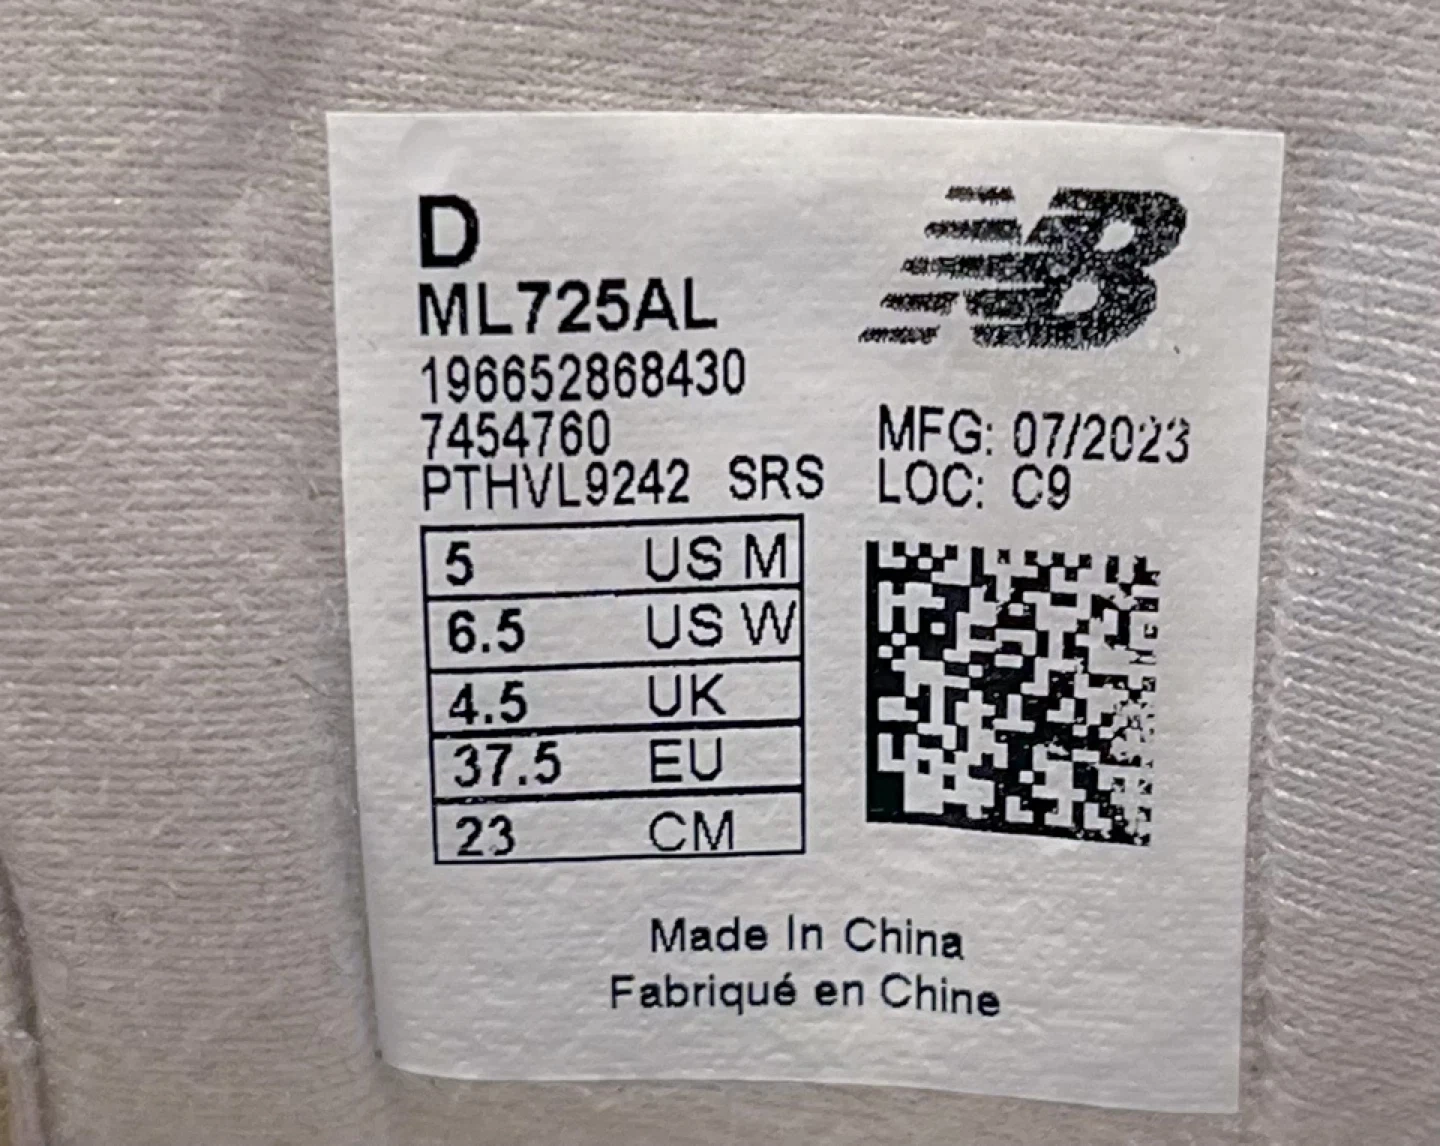 D
ML725AL
196652868430
7454760
PTHVL9242 SRS
NB
MFG: 07/2023
LOC: C9
5 US M
6.5 US W
4.5 UK
37.5 EU
23 CM
Made In China
Fabriqué en Chine